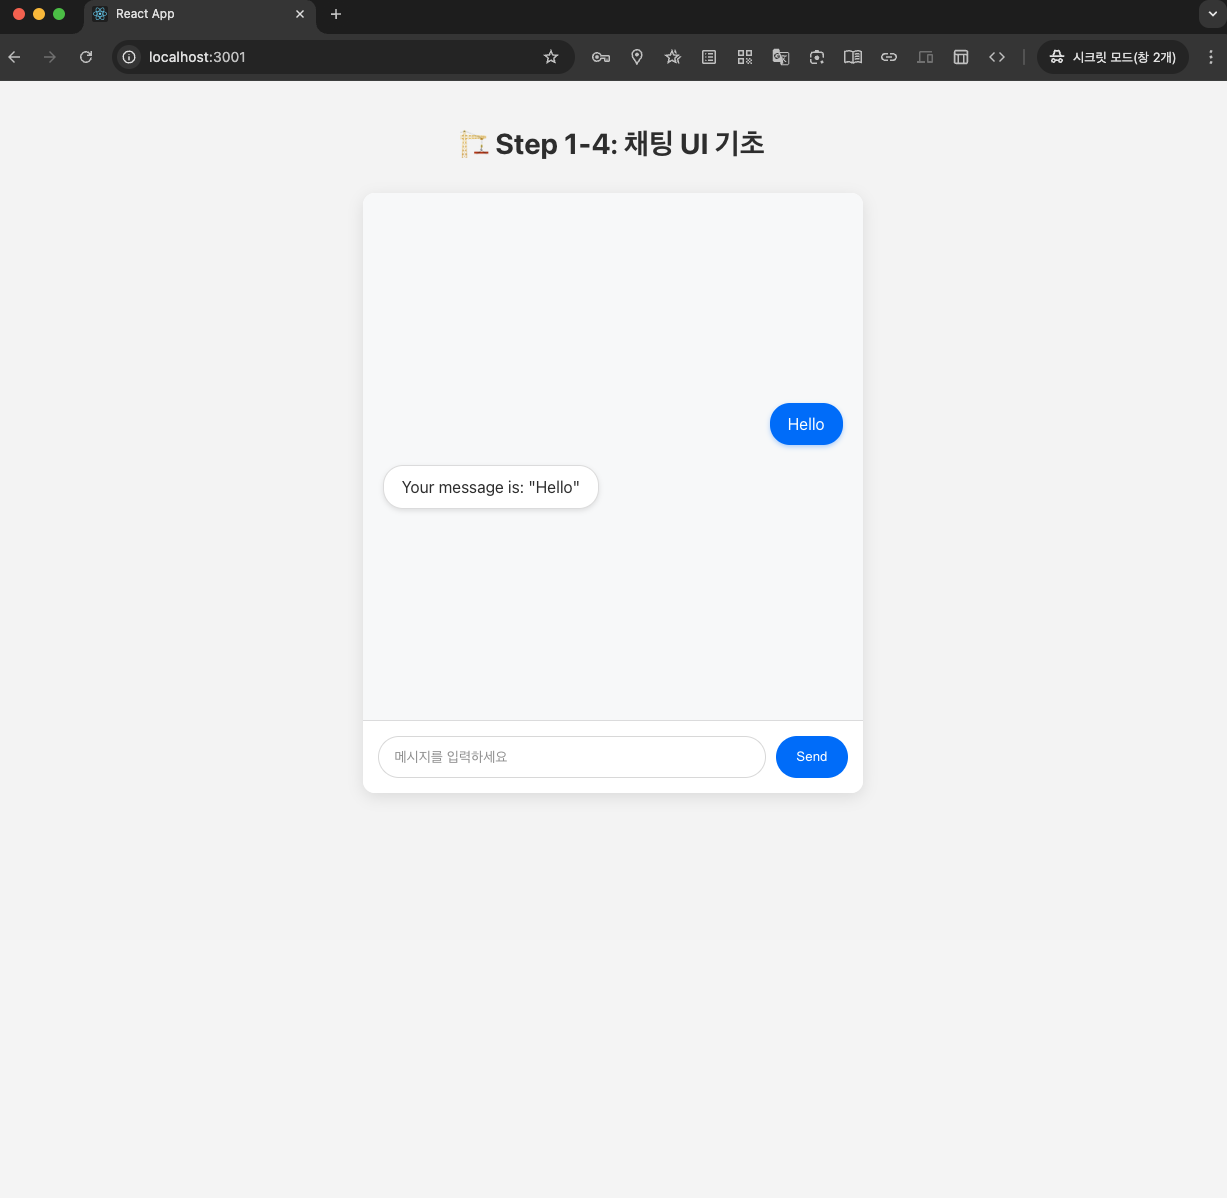 React App
localhost:3001
시크릿 모드(창 2개)
🏗️ Step 1-4: 채팅 UI 기초
Hello
Your message is: "Hello"
메시지를 입력하세요
Send